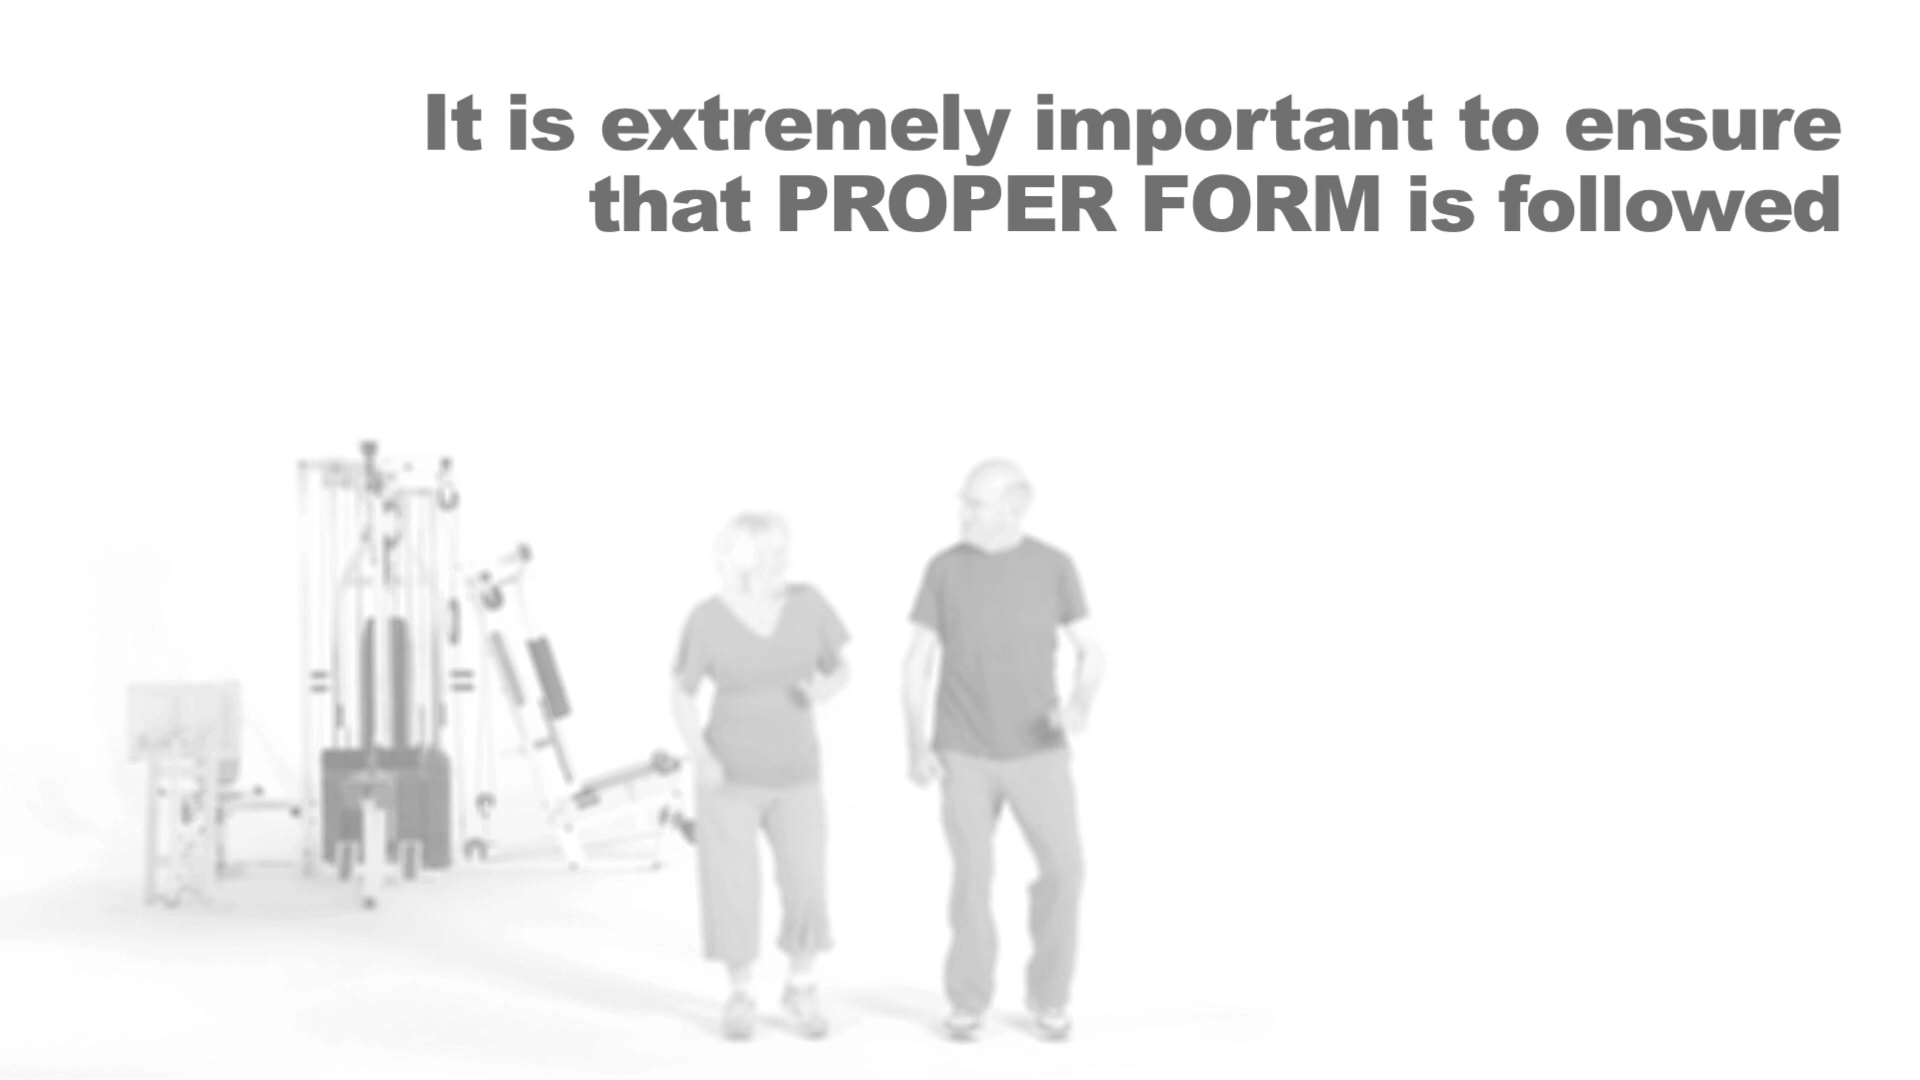 It is extremely important to ensure
that PROPER FORM is followed